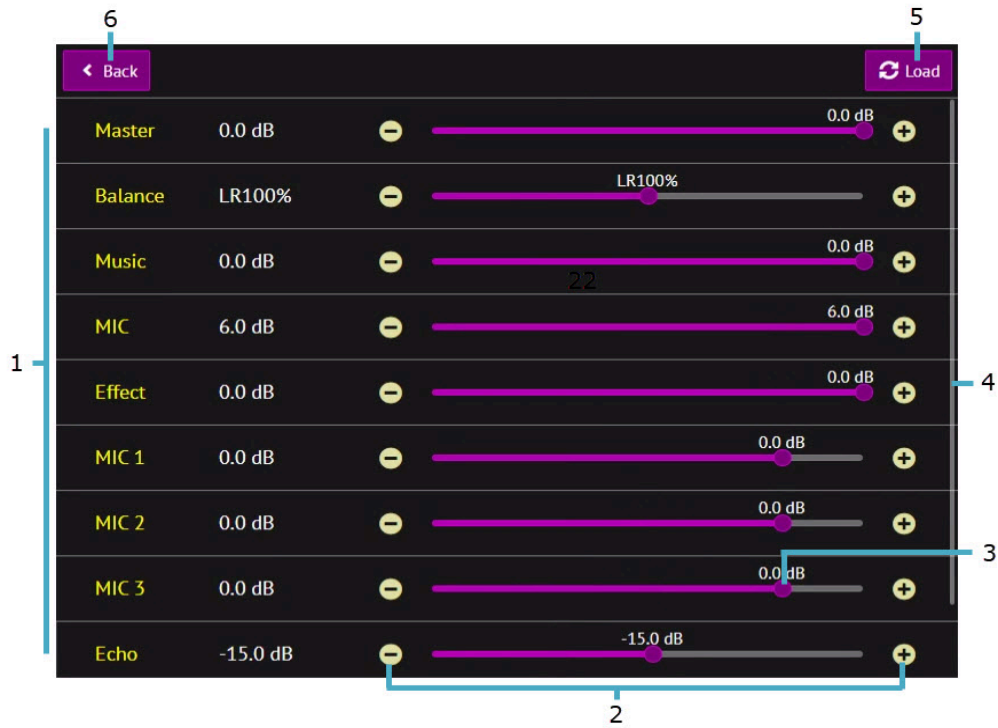 6 5
Back Load
Master 0.0 dB 0.0 dB
Balance LR100% LR100%
Music 0.0 dB 0.0 dB
22
MIC 6.0 dB 6.0 dB
1
Effect 0.0 dB 0.0 dB
4
MIC 1 0.0 dB 0.0 dB
MIC 2 0.0 dB 0.0 dB
3
MIC 3 0.0 dB 0.0 dB
Echo -15.0 dB -15.0 dB
2